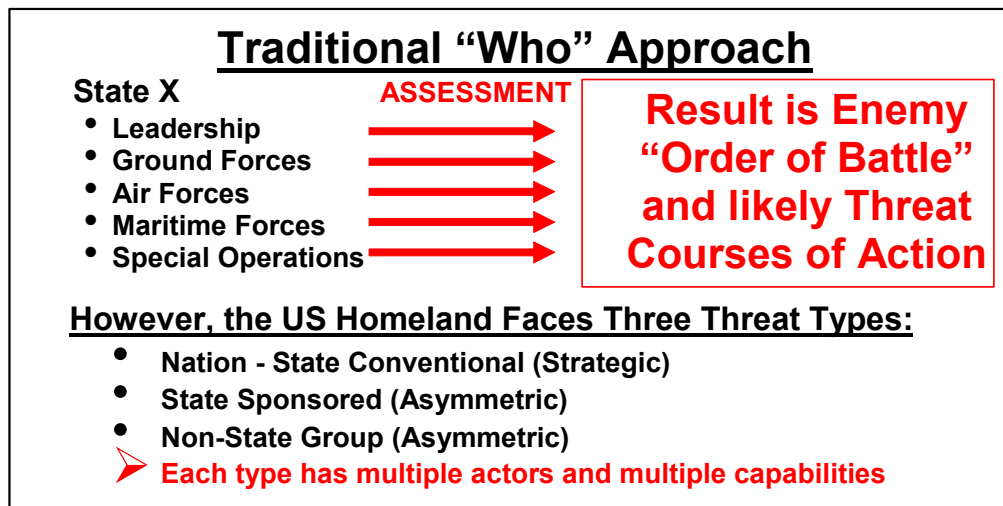 Traditional “Who” Approach
State X
ASSESSMENT
• Leadership
• Ground Forces
• Air Forces
• Maritime Forces
• Special Operations
Result is Enemy
“Order of Battle”
and likely Threat
Courses of Action
However, the US Homeland Faces Three Threat Types:
• Nation - State Conventional (Strategic)
• State Sponsored (Asymmetric)
• Non-State Group (Asymmetric)
➢ Each type has multiple actors and multiple capabilities